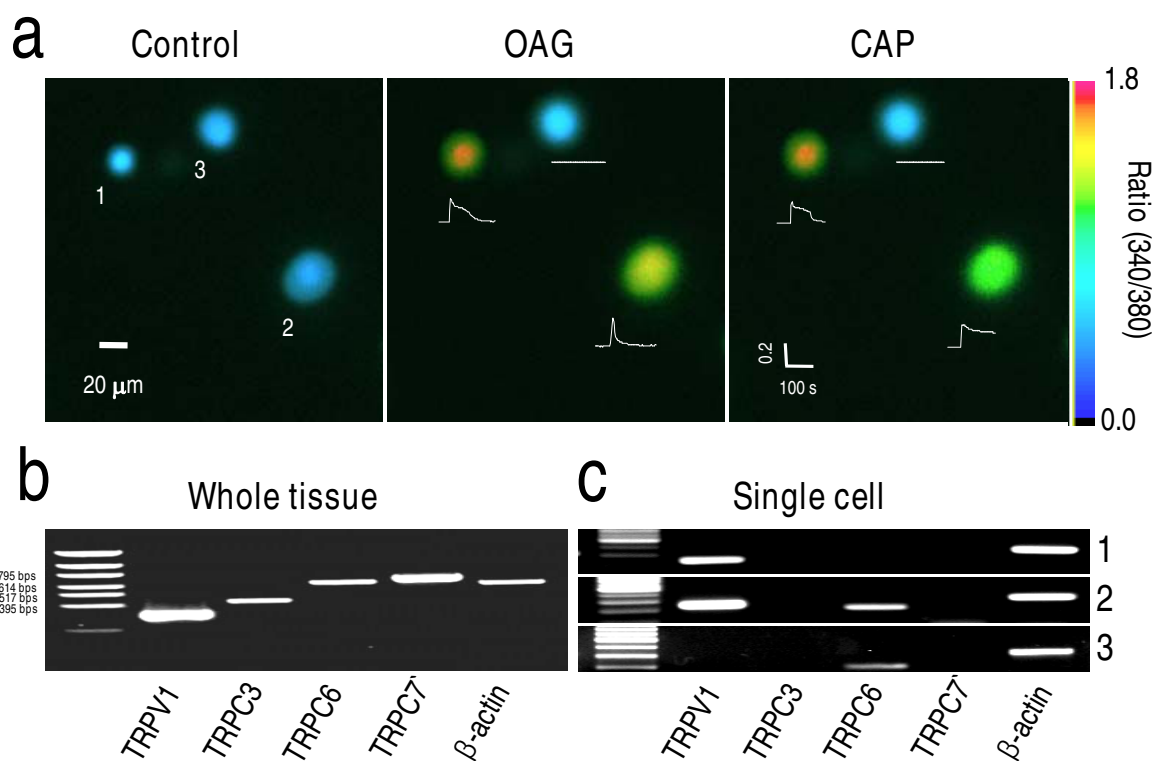 a
Control
OAG
CAP
1
3
2
20 μm
0.2
100 s
1.8
Ratio (340/380)
0.0
b
Whole tissue
795 bps
614 bps
517 bps
395 bps
TRPV1
TRPC3
TRPC6
TRPC7`
β-actin
c
Single cell
1
2
3
TRPV1
TRPC3
TRPC6
TRPC7`
β-actin